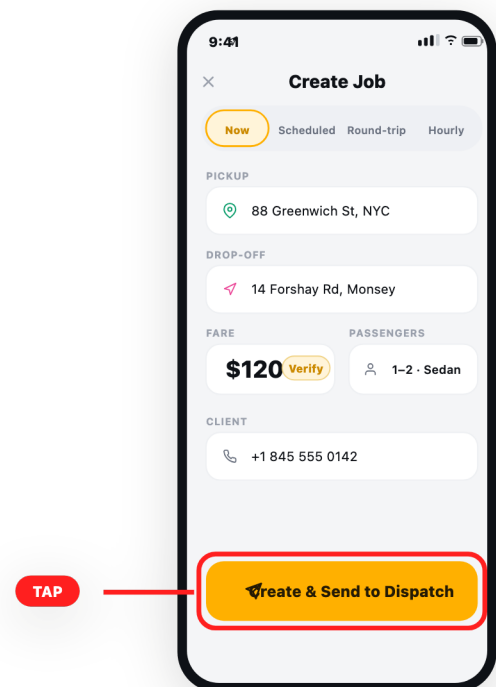 9:41
Create Job
Now Scheduled Round-trip Hourly
PICKUP
88 Greenwich St, NYC
DROP-OFF
14 Forshay Rd, Monsey
FARE PASSENGERS
$120 Verify 1–2 · Sedan
CLIENT
+1 845 555 0142
TAP
Create & Send to Dispatch